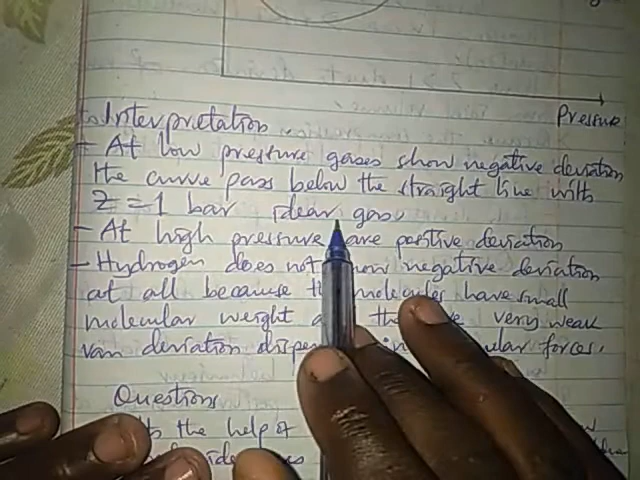 Pressure
Interpretation.
- At low pressure gases show negative deviation
the curve pass below the straight line with
Z = 1 bar idear gas,
- At high pressure are positive deviation
- Hydrogen does not negative deviation
at all because molecules have small
molecular weight very weak
van deviation forces.
Questions
the help of